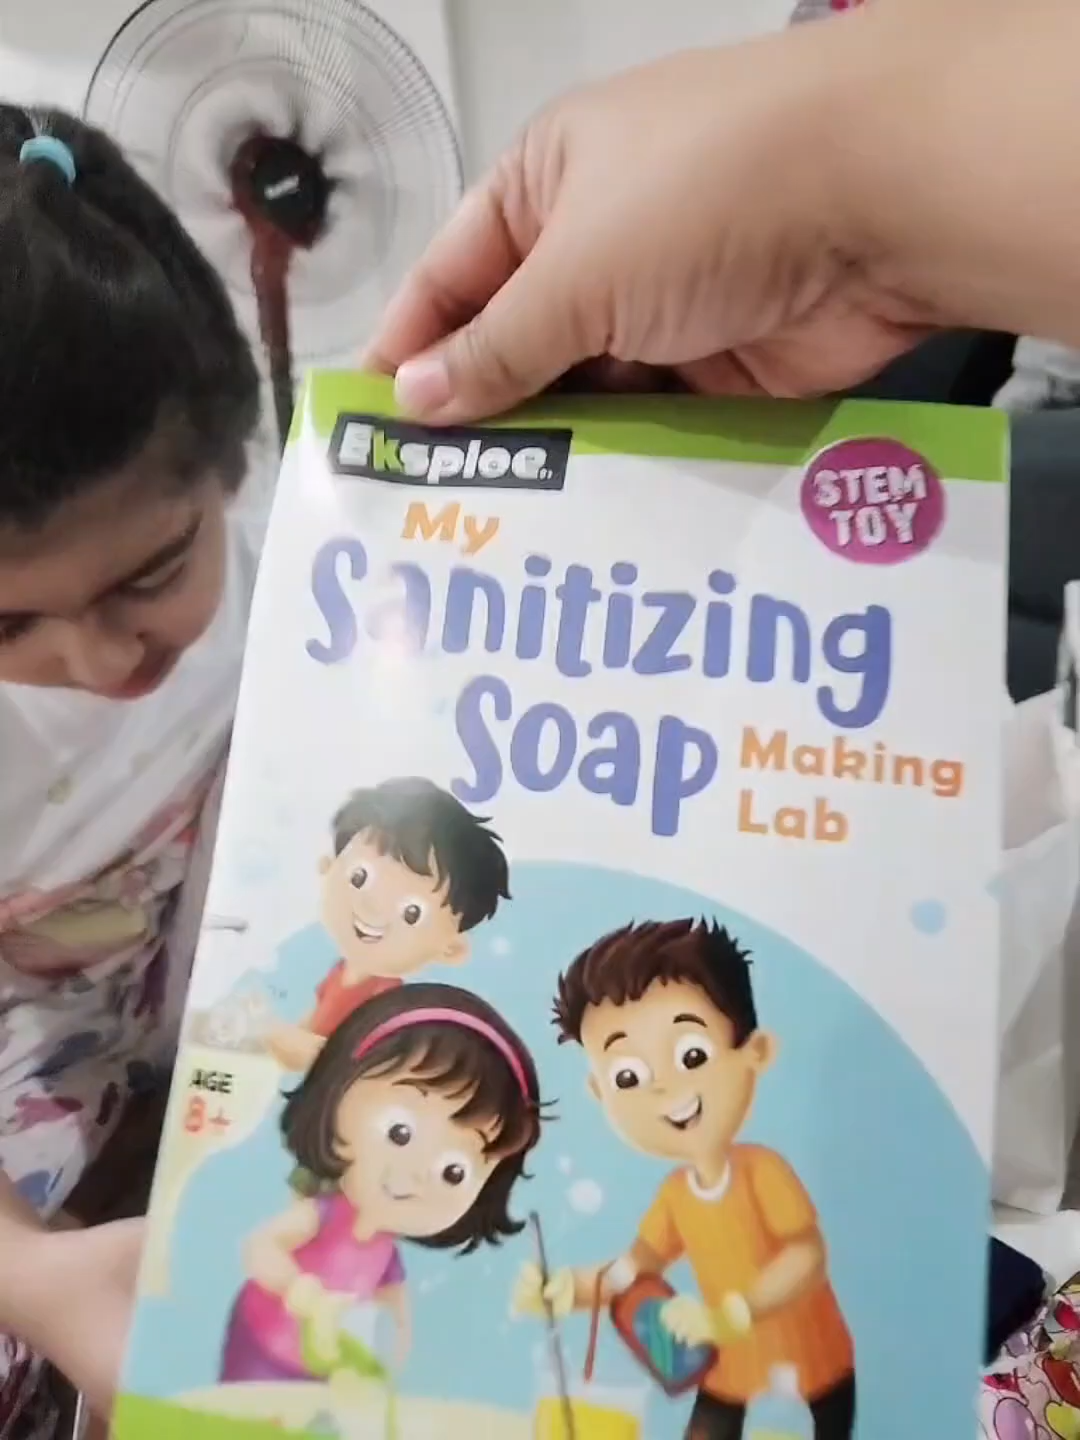 Eksploe
STEM
TOY
My
Sanitizing
Soap
Making
Lab
AGE
8+